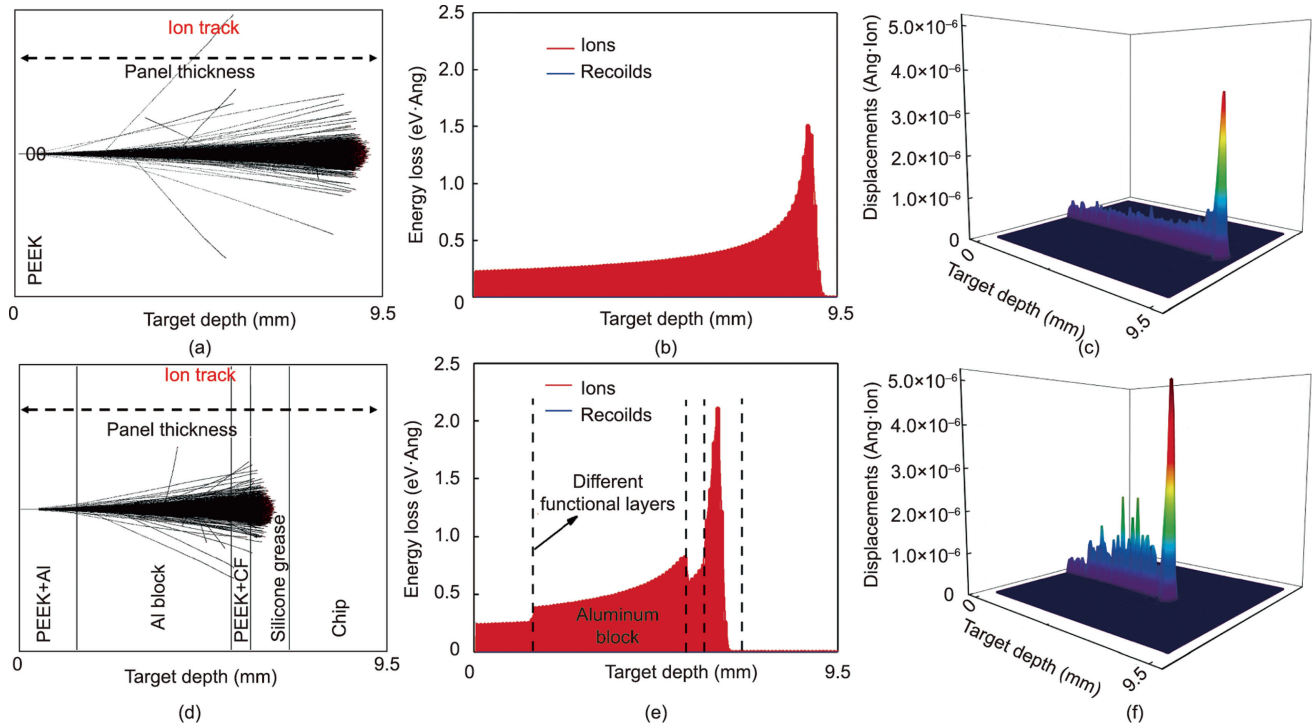 Ion track
Panel thickness
PEEK
0
Target depth (mm)
9.5
(a)
2.5
2.0
1.5
1.0
0.5
0
Energy loss (eV·Ang)
Ions
Recoilds
0
Target depth (mm)
9.5
(b)
5.0×10⁻⁶
4.0×10⁻⁶
3.0×10⁻⁶
2.0×10⁻⁶
1.0×10⁻⁶
0
Displacements (Ang·Ion)
0
Target depth (mm)
9.5
(c)
Ion track
Panel thickness
PEEK+Al
Al block
PEEK+CF
Silicone grease
Chip
0
Target depth (mm)
9.5
(d)
2.5
2.0
1.5
1.0
0.5
0
Energy loss (eV·Ang)
Ions
Recoilds
Different
functional layers
Aluminum
block
0
Target depth (mm)
9.5
(e)
5.0×10⁻⁶
4.0×10⁻⁶
3.0×10⁻⁶
2.0×10⁻⁶
1.0×10⁻⁶
0
Displacements (Ang·Ion)
0
Target depth (mm)
9.5
(f)